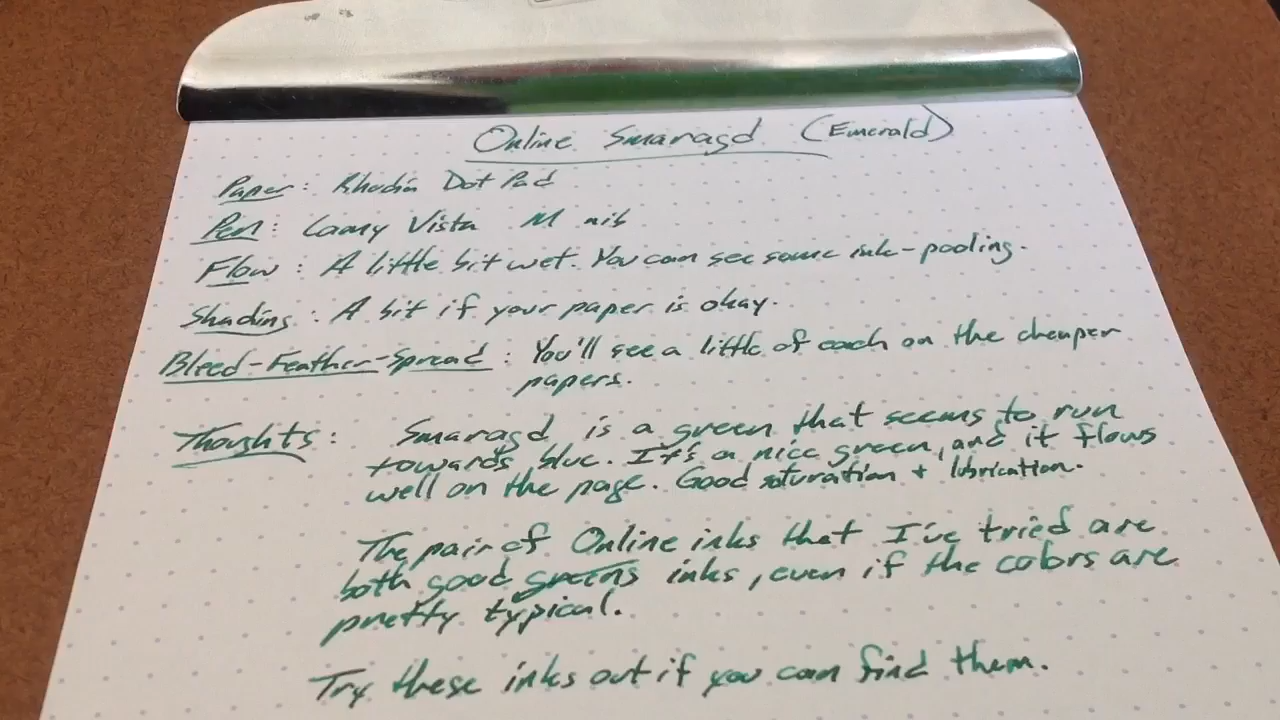 Online Smaragd (Emerald)
Paper: Rhodia Dot Pad
Pen: Lamy Vista M nib
Flow: A little bit wet. You can see some ink-pooling.
Shading: A bit if your paper is okay.
Bleed-Feather-Spread: You'll see a little of each on the cheaper
papers.
Thoughts: Smaragd is a green that seems to run
towards blue. It's a nice green, and it flows
well on the page. Good saturation + lubrication.
The pair of Online inks that I've tried are
both good greens inks, even if the colors are
pretty typical.
Try these inks out if you can find them.